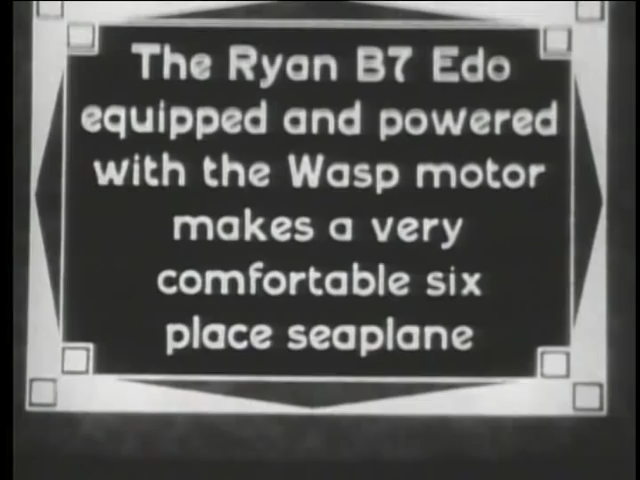 The Ryan B7 Edo
equipped and powered
with the Wasp motor
makes a very
comfortable six
place seaplane